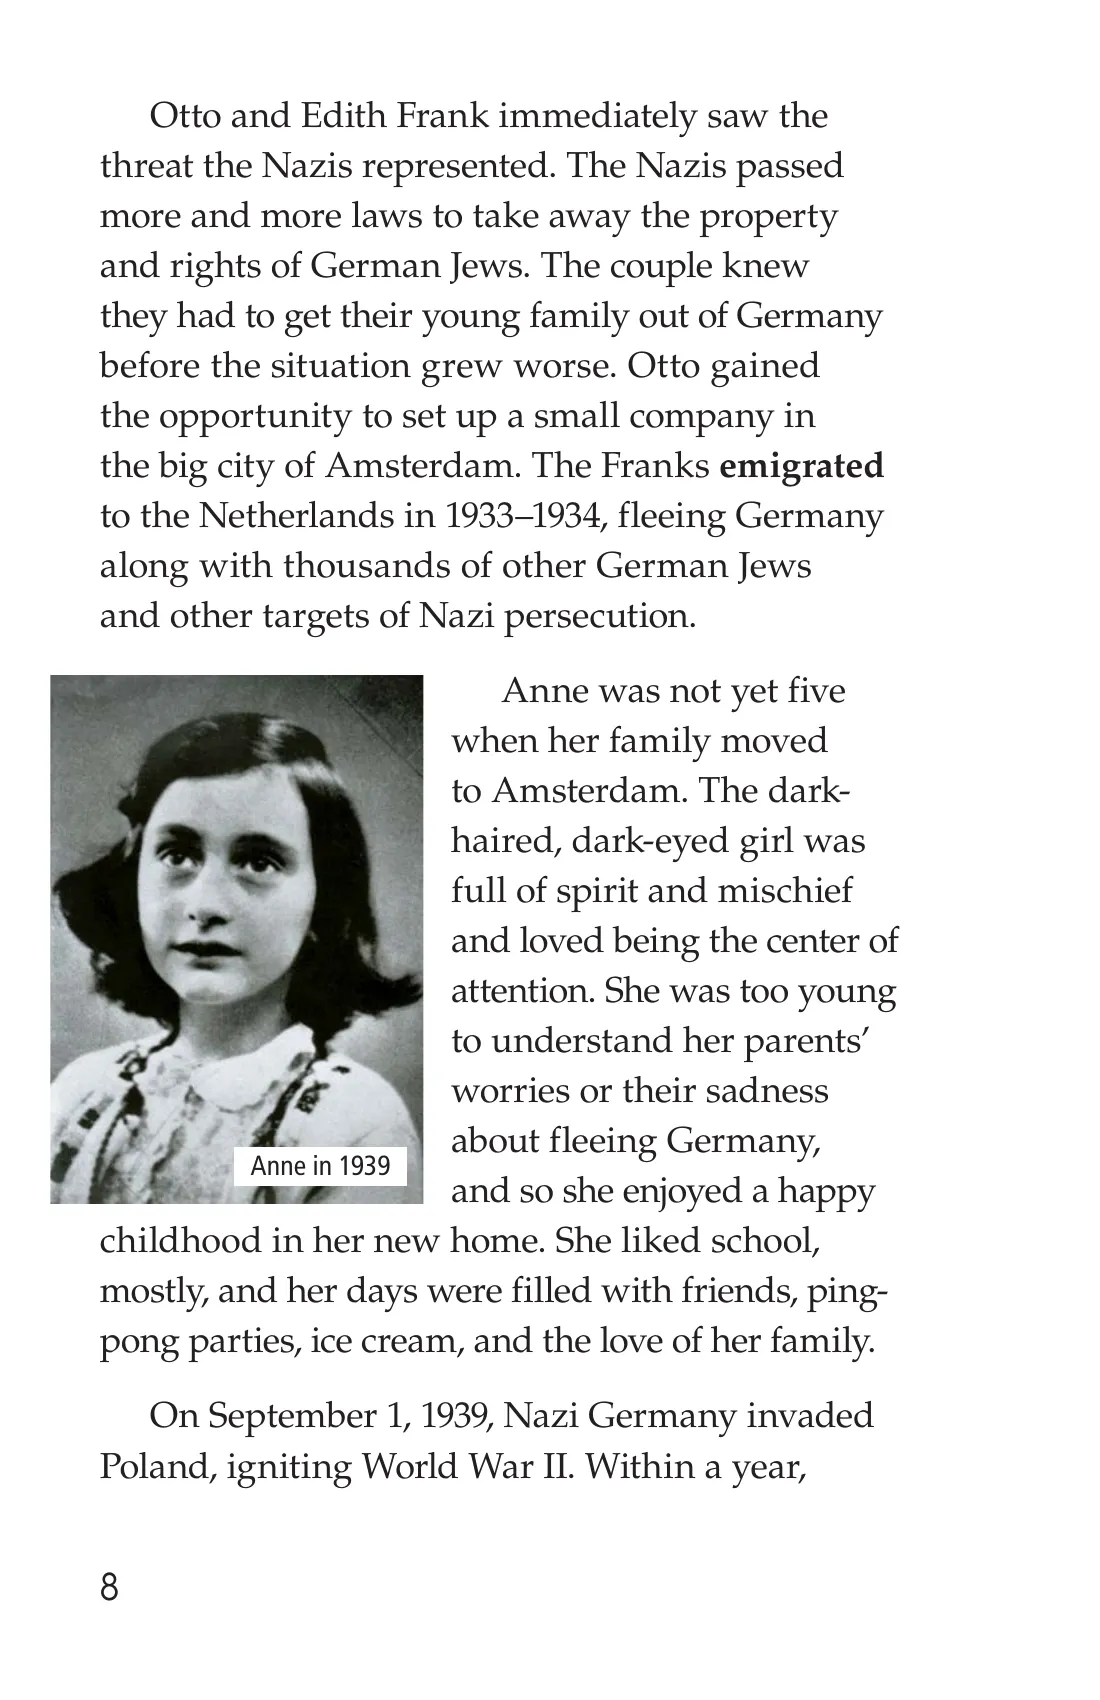 Otto and Edith Frank immediately saw the
threat the Nazis represented. The Nazis passed
more and more laws to take away the property
and rights of German Jews. The couple knew
they had to get their young family out of Germany
before the situation grew worse. Otto gained
the opportunity to set up a small company in
the big city of Amsterdam. The Franks emigrated
to the Netherlands in 1933–1934, fleeing Germany
along with thousands of other German Jews
and other targets of Nazi persecution.
Anne was not yet five
when her family moved
to Amsterdam. The dark-
haired, dark-eyed girl was
full of spirit and mischief
and loved being the center of
attention. She was too young
to understand her parents’
worries or their sadness
about fleeing Germany,
and so she enjoyed a happy
Anne in 1939
childhood in her new home. She liked school,
mostly, and her days were filled with friends, ping-
pong parties, ice cream, and the love of her family.
On September 1, 1939, Nazi Germany invaded
Poland, igniting World War II. Within a year,
8